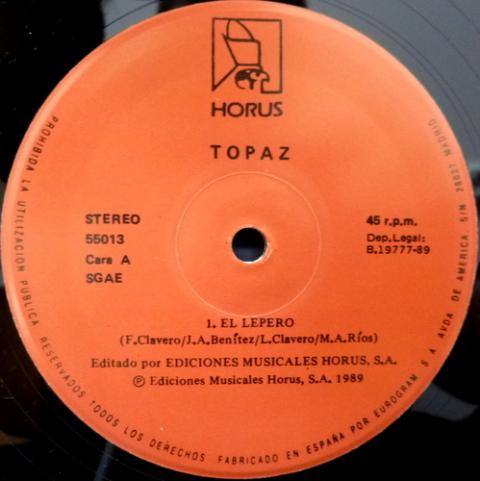 HORUS
TOPAZ
STEREO
55013
Cara A
SGAE
45 r.p.m.
Dep.Legal:
B.19777-89
1. EL LEPERO
(F.Clavero/J.A.Benítez/L.Clavero/M.A.Ríos)
Editado por EDICIONES MUSICALES HORUS, S.A.
Ⓟ Ediciones Musicales Horus, S.A. 1989
PROHIBIDA LA UTILIZACION PUBLICA RESERVADOS TODOS LOS DERECHOS FABRICADO EN ESPAÑA POR EUROGRAM S.A. AVDA DE AMERICA S/N 28027 MADRID